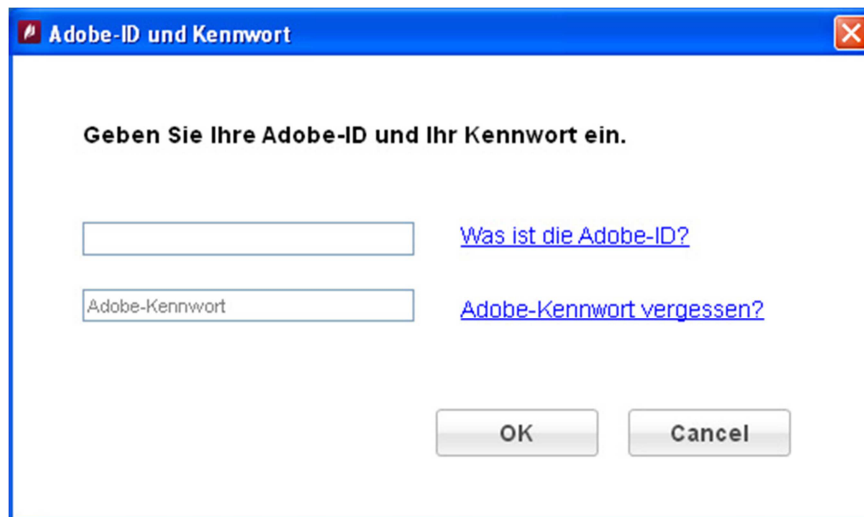 Adobe-ID und Kennwort
Geben Sie Ihre Adobe-ID und Ihr Kennwort ein.
Was ist die Adobe-ID?
Adobe-Kennwort
Adobe-Kennwort vergessen?
OK
Cancel